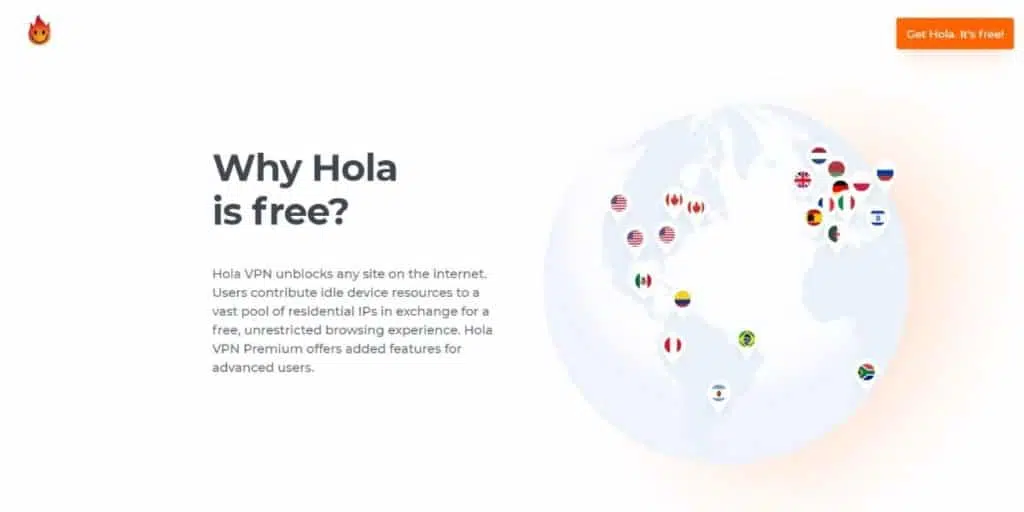 Get Hola. It's free!
Why Hola
is free?
Hola VPN unblocks any site on the internet.
Users contribute idle device resources to a
vast pool of residential IPs in exchange for a
free, unrestricted browsing experience. Hola
VPN Premium offers added features for
advanced users.